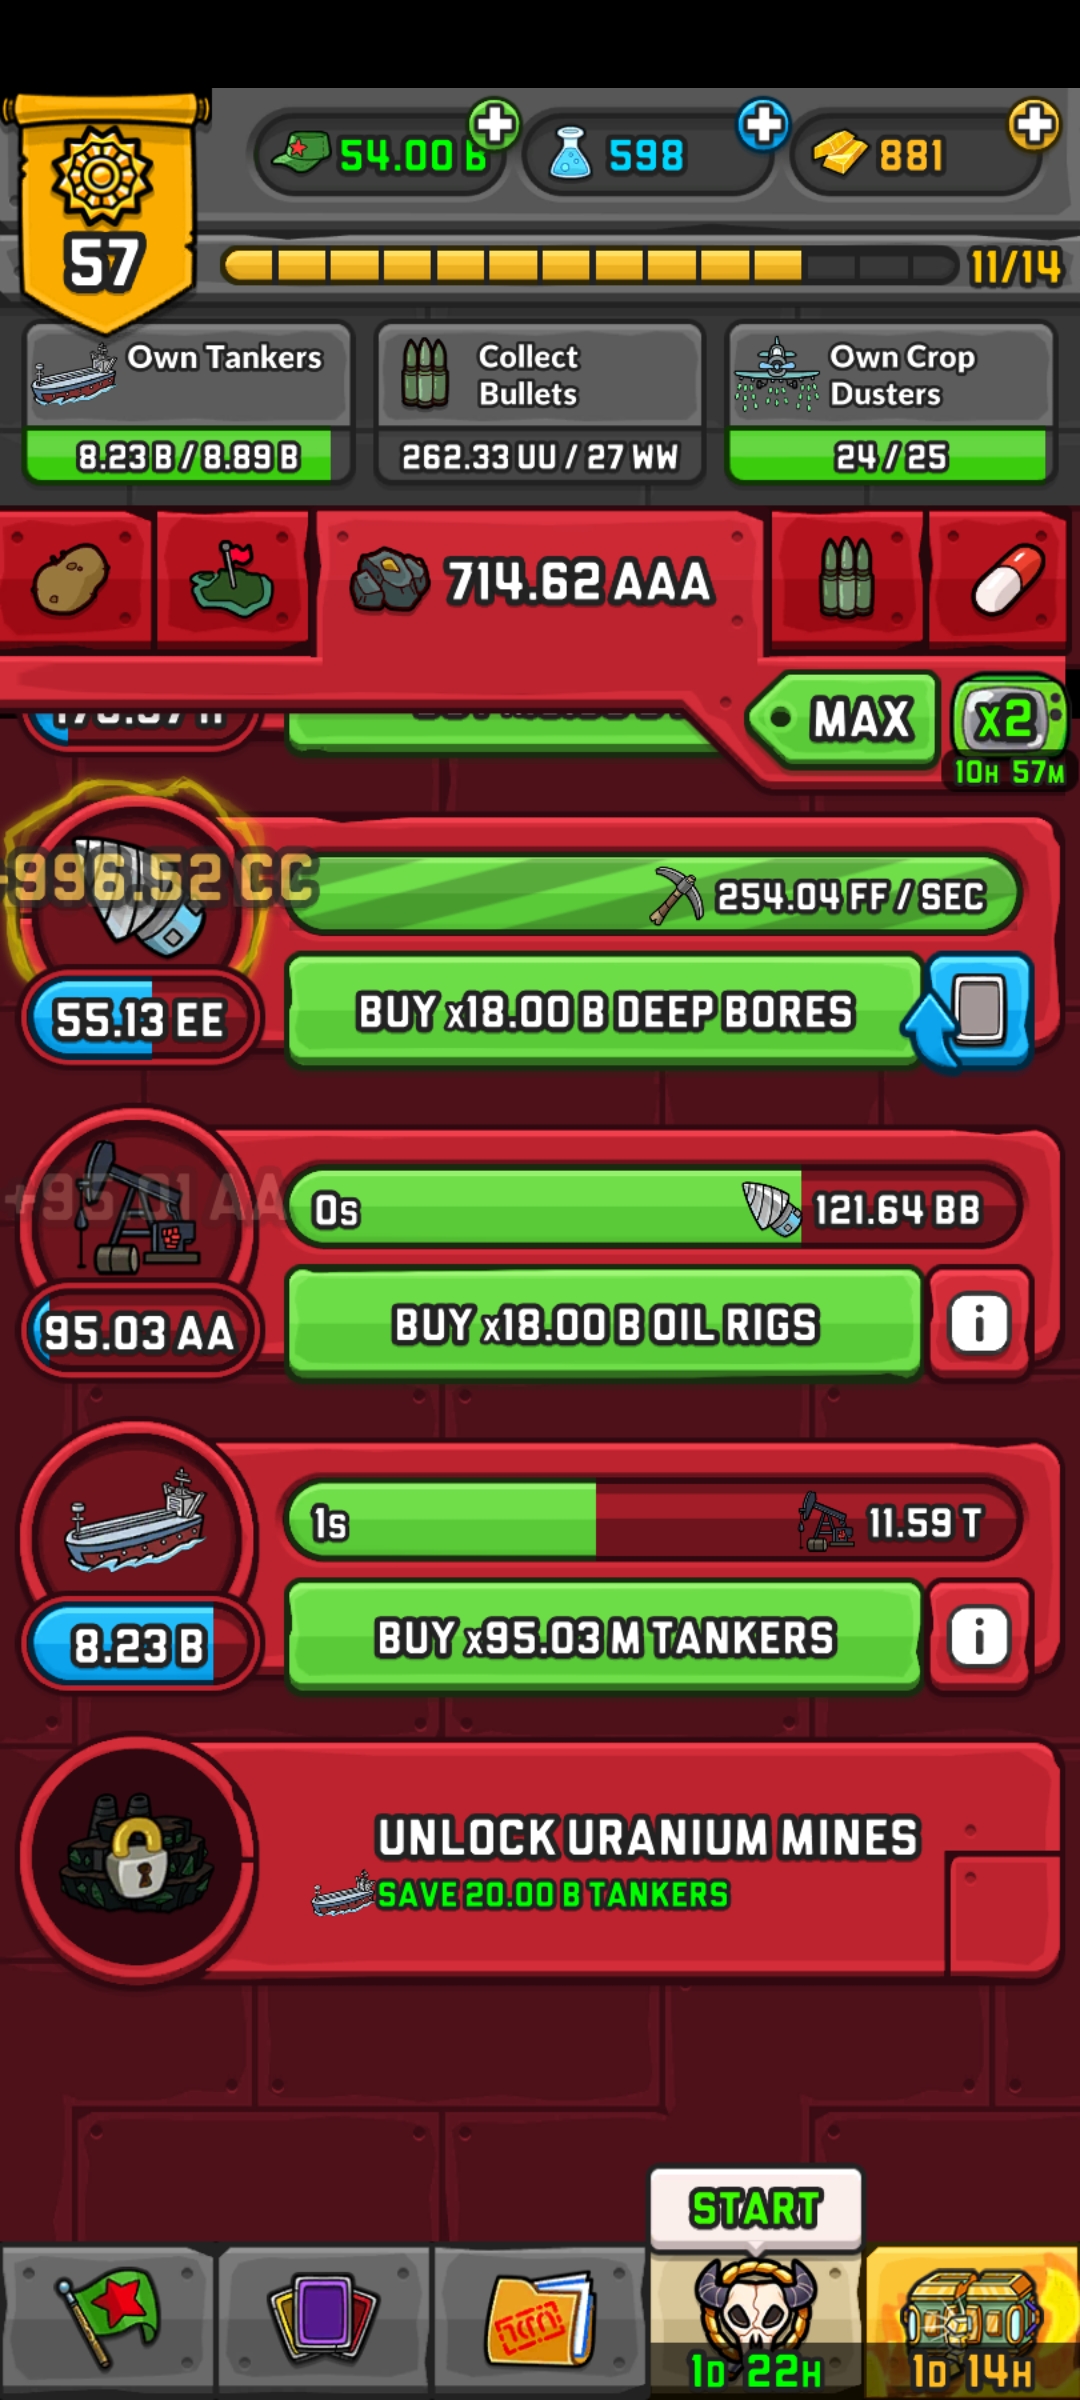 54.00 B
598
881
57
11/14
Own Tankers
8.23 B / 8.89 B
Collect
Bullets
262.33 UU / 27 WW
Own Crop
Dusters
24 / 25
714.62 AAA
MAX
x2
10H 57M
996.52 CC
254.04 FF / SEC
55.13 EE
BUY x18.00 B DEEP BORES
0s
121.64 BB
95.03 AA
BUY x18.00 B OIL RIGS
i
1s
11.59 T
8.23 B
BUY x95.03 M TANKERS
i
UNLOCK URANIUM MINES
SAVE 20.00 B TANKERS
START
1D 22H
1D 14H